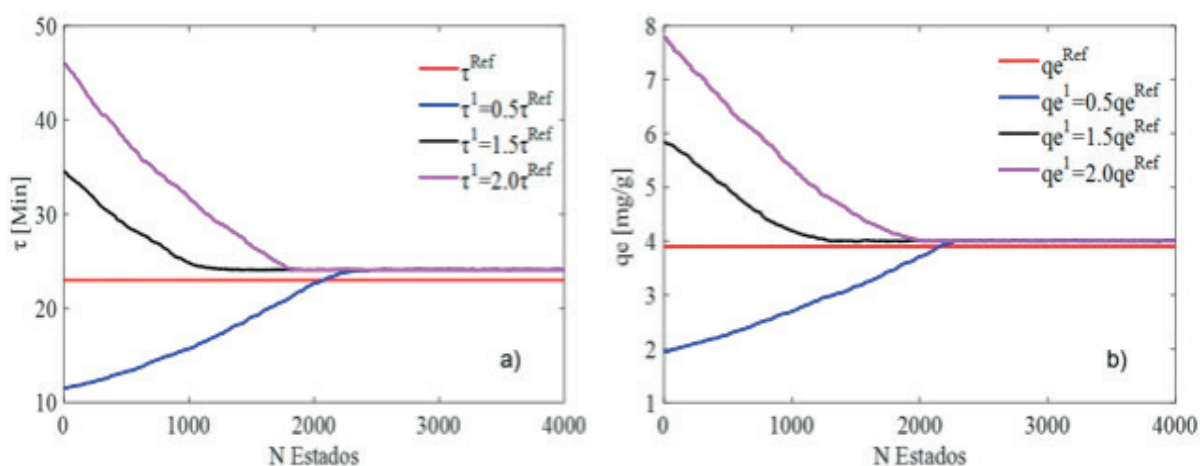 50
40
30
20
10
τ [Min]
τ^Ref
τ^1=0.5τ^Ref
τ^1=1.5τ^Ref
τ^1=2.0τ^Ref
a)
0 1000 2000 3000 4000
N Estados
b)
8
7
6
5
4
3
2
1
qe [mg/g]
qe^Ref
qe^1=0.5qe^Ref
qe^1=1.5qe^Ref
qe^1=2.0qe^Ref
b)
0 1000 2000 3000 4000
N Estados